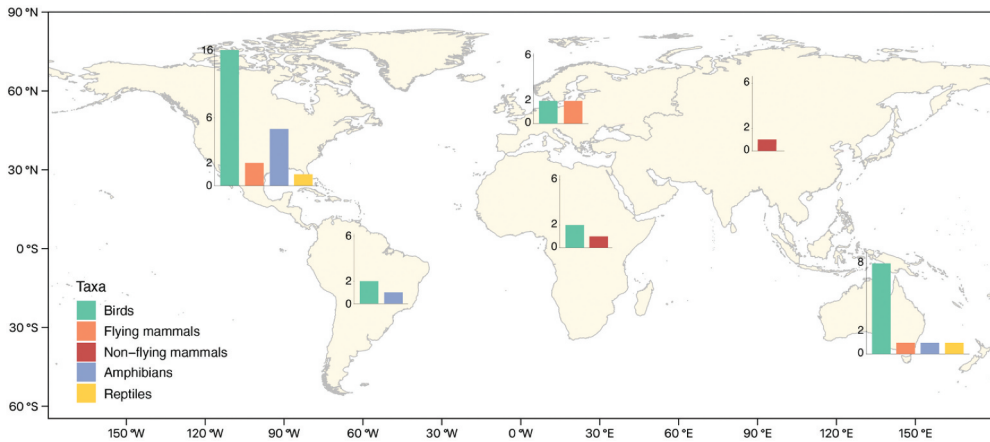 90 °N
60 °N
30 °N
0 °S
30 °S
60 °S
16
6
2
0
6
2
0
6
2
0
6
2
0
6
2
0
8
2
0
Taxa
Birds
Flying mammals
Non-flying mammals
Amphibians
Reptiles
150 °W 120 °W 90 °W 60 °W 30 °W 0 °W 30 °E 60 °E 90 °E 120 °E 150 °E